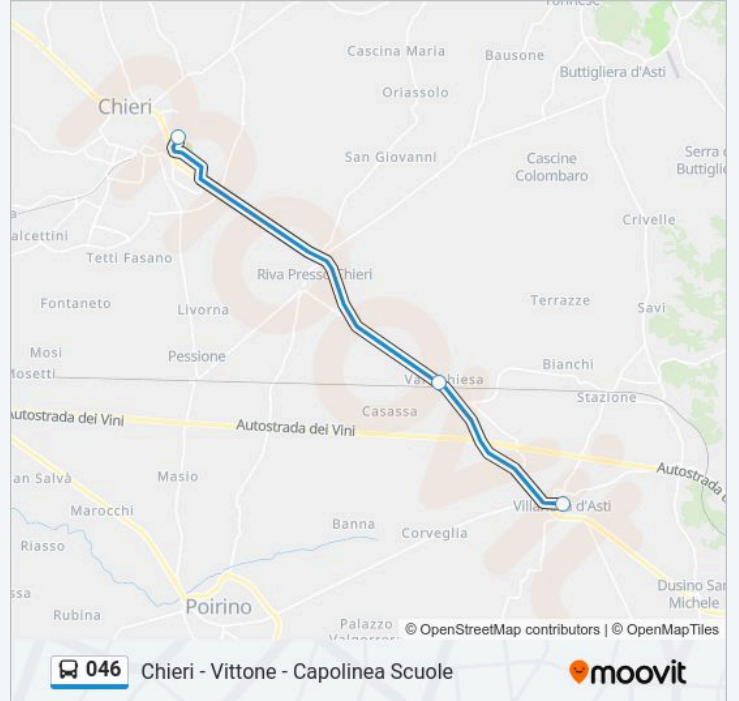 Cascina Maria
Bausone
Buttigliera d'Asti
Oriassolo
Chieri
San Giovanni
Cascine
Colombaro
Serra
Crivelle
Tetti Fasano
Riva Presso Chieri
Fontaneto
Livorna
Terrazze
Savi
Mosi
Pessione
Bianchi
Stazione
Casassa
Autostrada dei Vini
Autostrada dei Vini
Autostrada
Masio
Marocchi
Banna
Corveglia
Riasso
Poirino
Rubina
Dusino San
Michele
Palazzo
© OpenStreetMap contributors | © OpenMapTiles
046 Chieri - Vittone - Capolinea Scuole
moovit